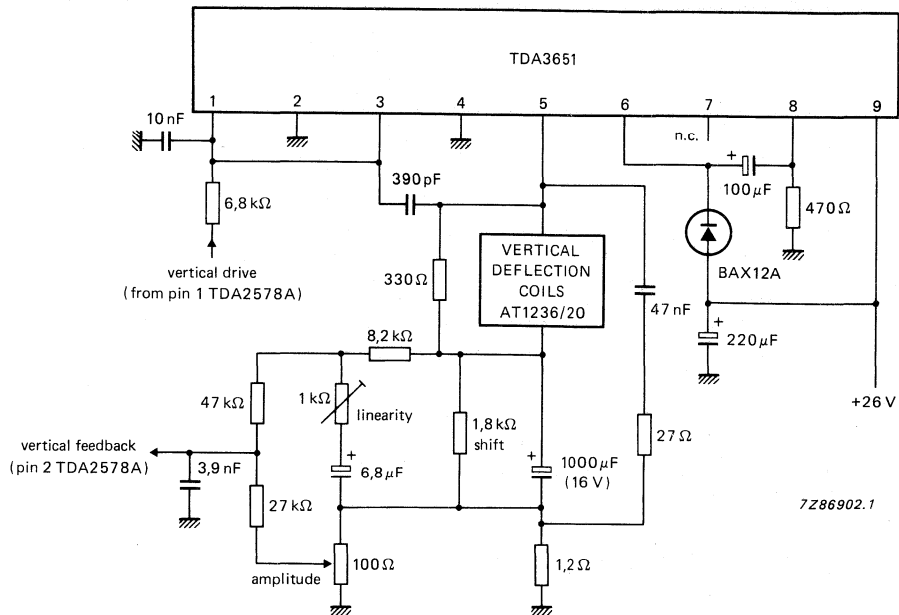 TDA3651
1 2 3 4 5 6 7 8 9
10 nF
n.c.
+
100 µF
390 pF
6,8 kΩ
470 Ω
VERTICAL
DEFLECTION
COILS
AT1236/20
BAX12A
vertical drive
(from pin 1 TDA2578A)
330 Ω
47 nF
+
220 µF
8,2 kΩ
1 kΩ
linearity
47 kΩ
+26 V
1,8 kΩ
shift
27 Ω
vertical feedback
(pin 2 TDA2578A)
3,9 nF
+
6,8 µF
+
1000 µF
(16 V)
27 kΩ
7Z86902.1
amplitude
100 Ω
1,2 Ω